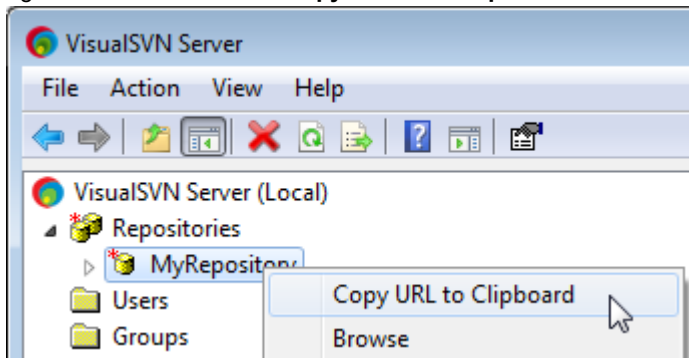 VisualSVN Server
File Action View Help
VisualSVN Server (Local)
Repositories
MyRepository
Copy URL to Clipboard
Users
Groups
Browse